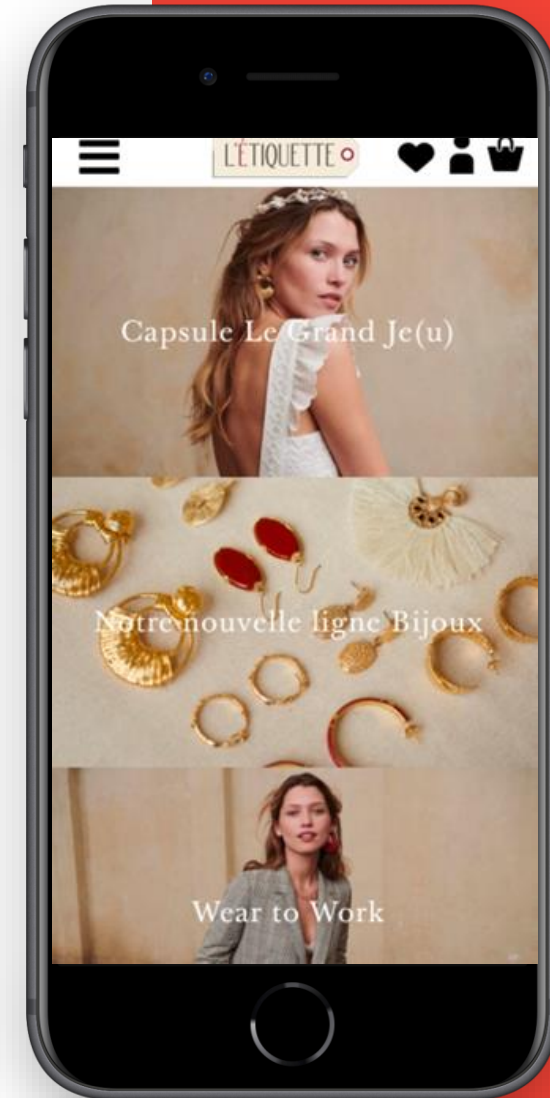 L'ÉTIQUETTE
Capsule Le Grand Je(u)
Notre nouvelle ligne Bijoux
Wear to Work